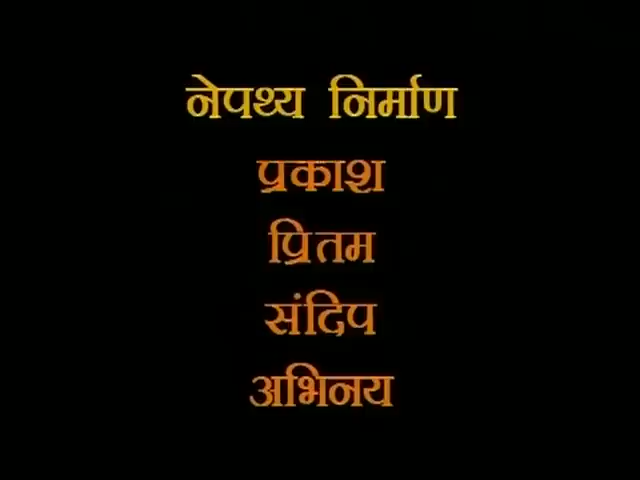 नेपथ्य निर्माण
प्रकाश
प्रितम
संदिप
अभिनय